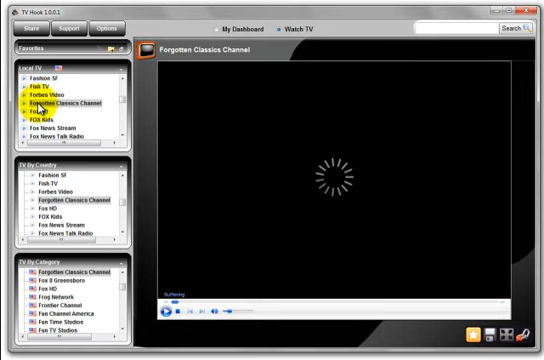 TV Hook 1.0.0.1
Share Support Options
My Dashboard Watch TV
Search
Favorites
Forgotten Classics Channel
Local TV
Fashion SF
Fish TV
Forbes Video
Forgotten Classics Channel
FOX Kids
Fox News Stream
Fox News Talk Radio
TV By Country
Fashion SF
Fish TV
Forbes Video
Forgotten Classics Channel
Fox HD
FOX Kids
Fox News Stream
Fox News Talk Radio
TV By Category
Forgotten Classics Channel
Fox 8 Greensboro
Fox HD
Frog Network
Frontier Channel
Fun Channel America
Fun Time Studios
Fun TV Studios
Buffering